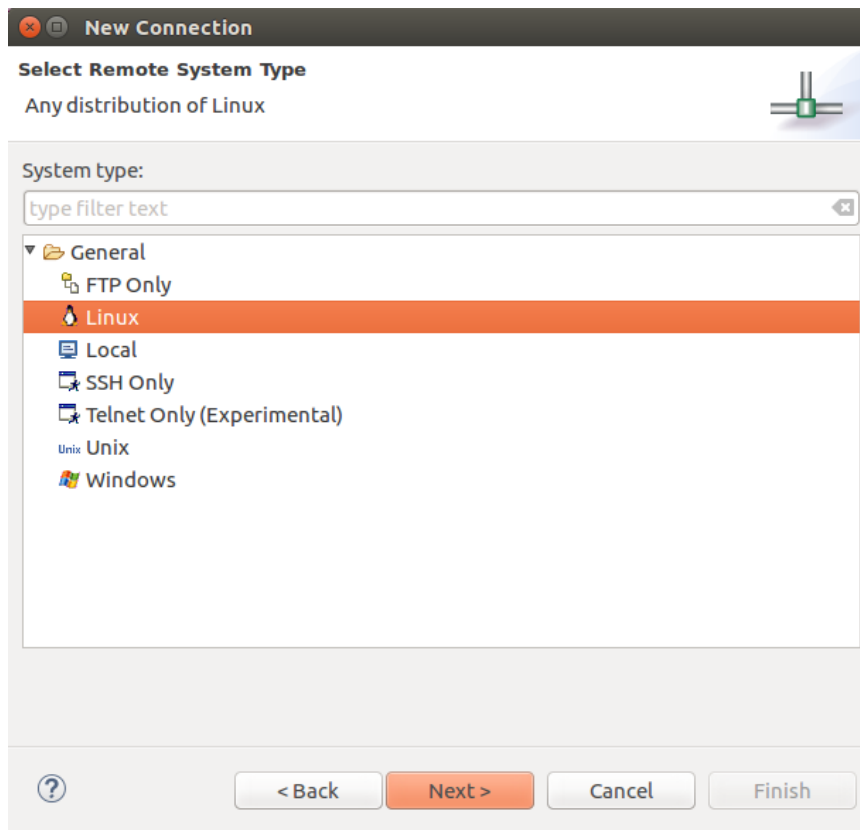 New Connection
Select Remote System Type
Any distribution of Linux
System type:
type filter text
General
FTP Only
Linux
Local
SSH Only
Telnet Only (Experimental)
Unix Unix
Windows
? < Back Next > Cancel Finish